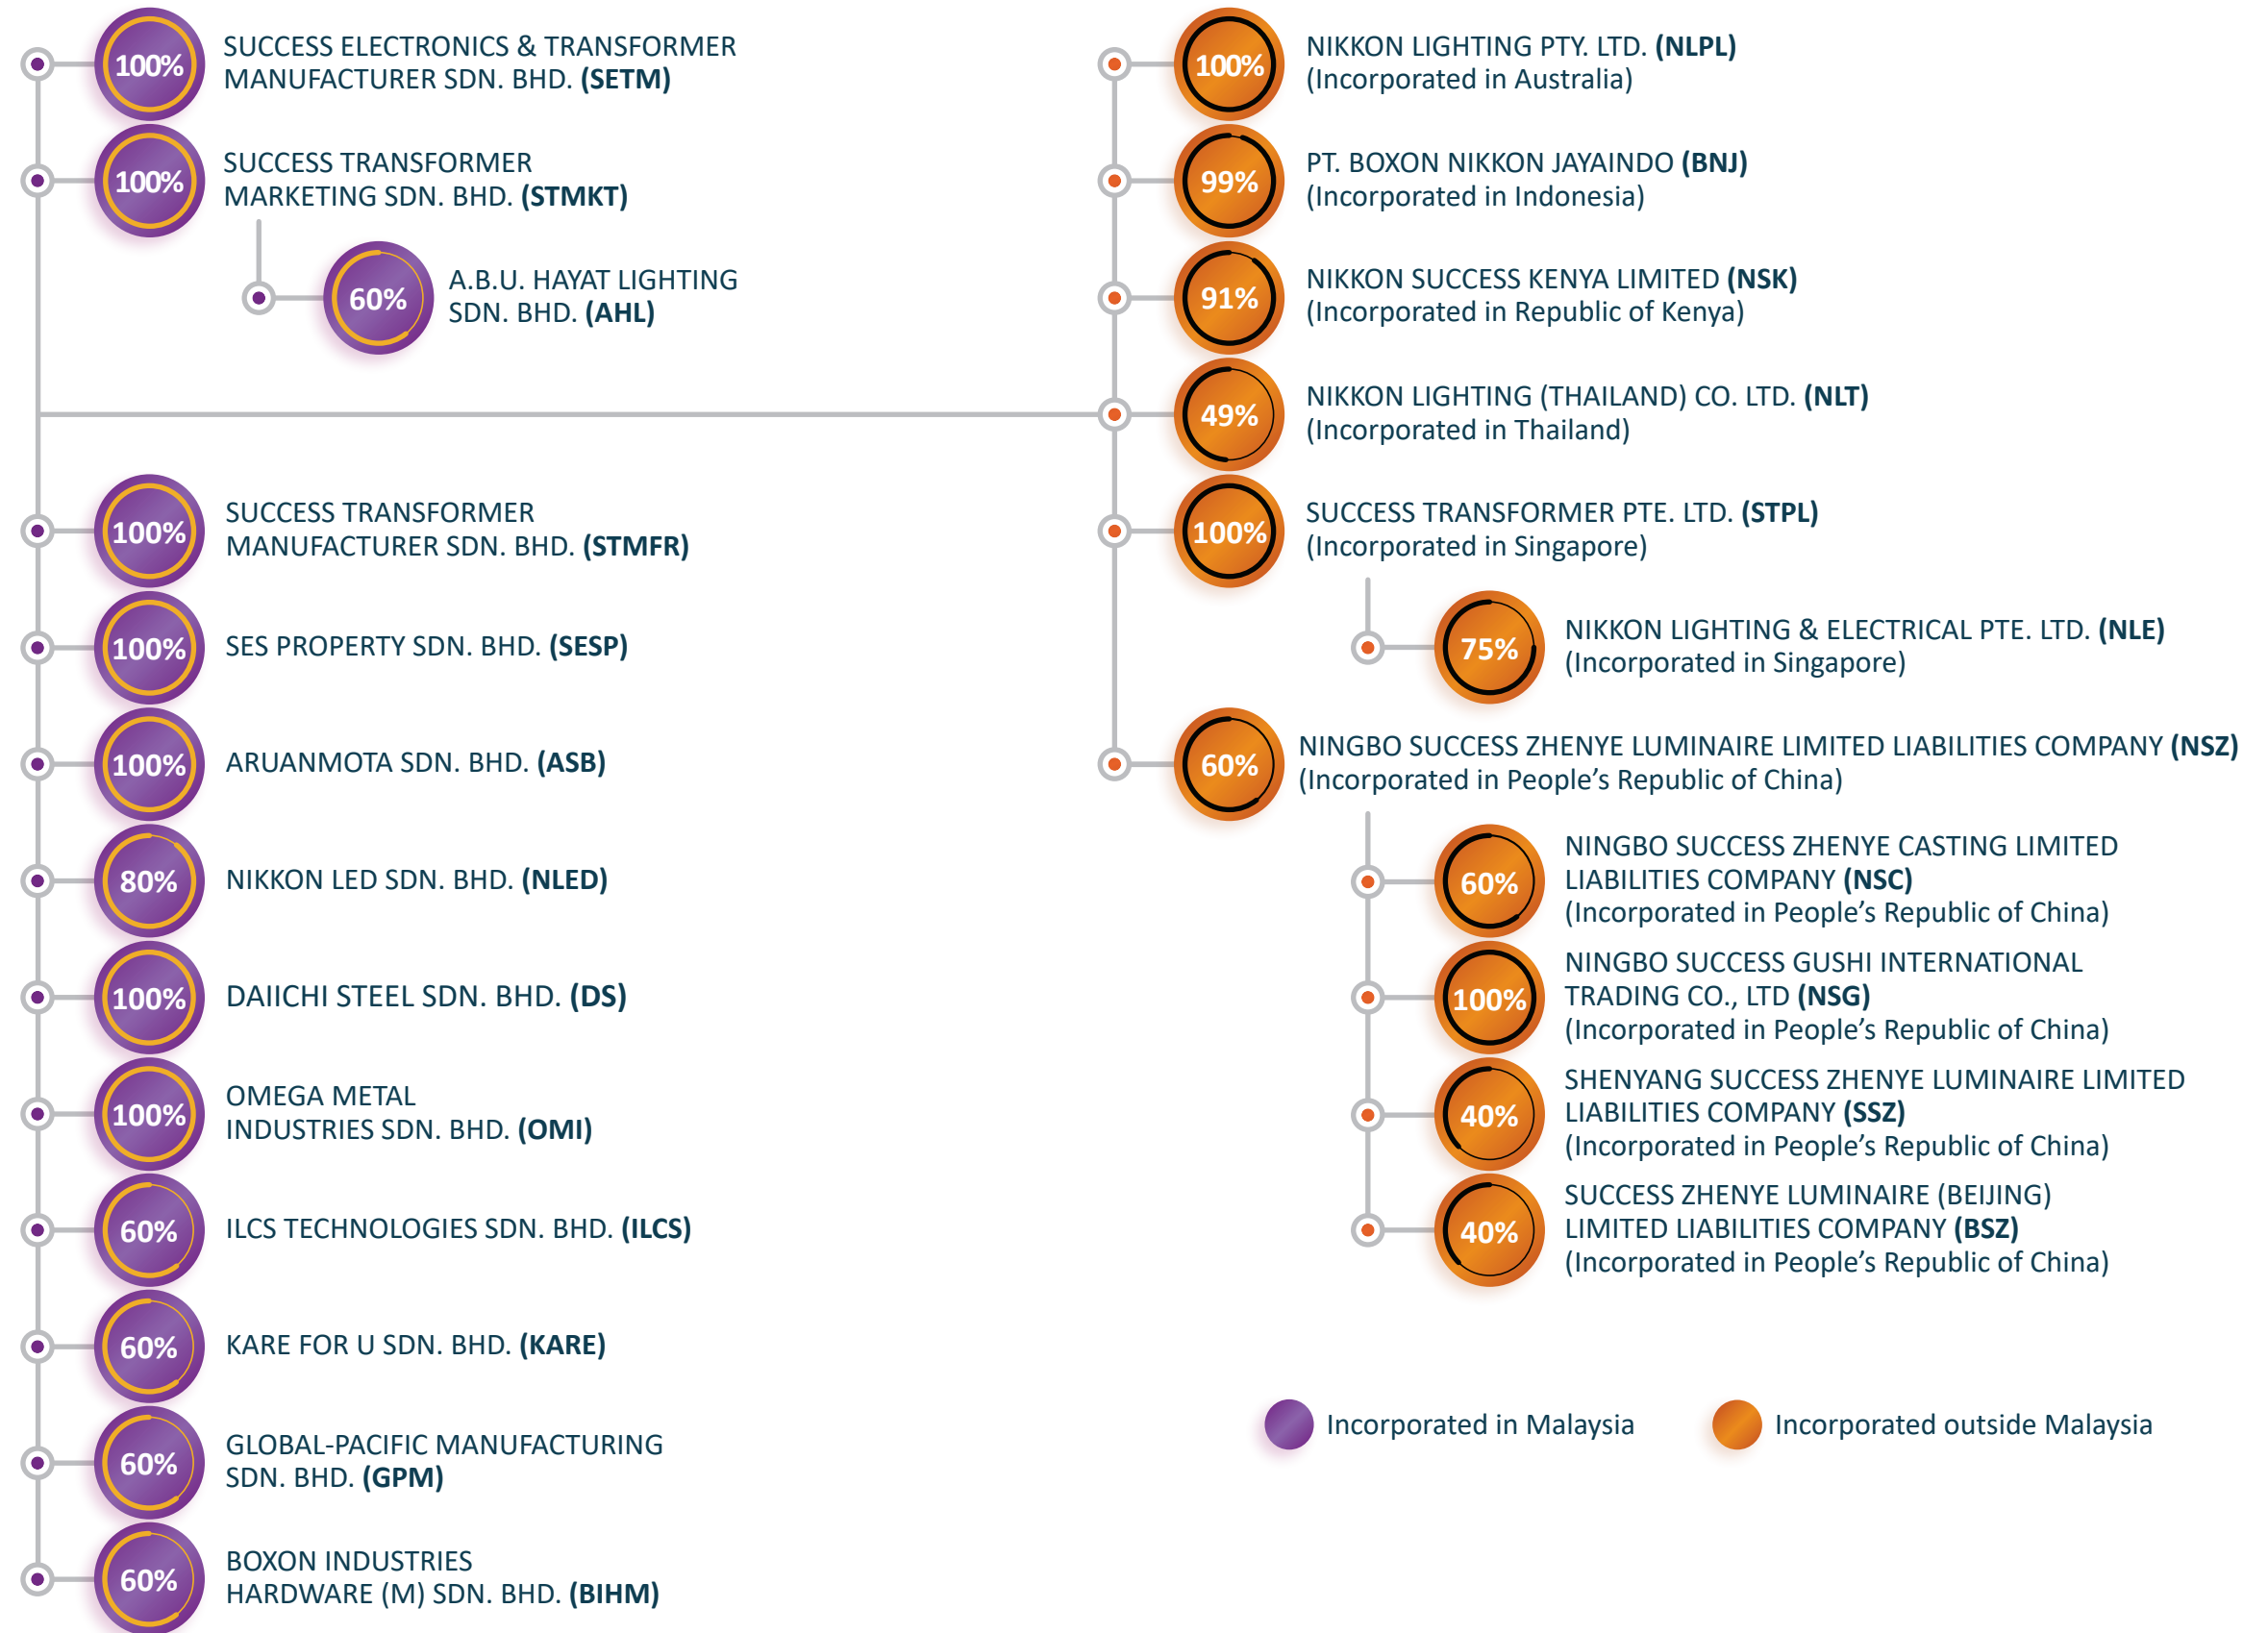 100%
SUCCESS ELECTRONICS & TRANSFORMER
MANUFACTURER SDN. BHD. (SETM)
100%
SUCCESS TRANSFORMER
MARKETING SDN. BHD. (STMKT)
60%
A.B.U. HAYAT LIGHTING
SDN. BHD. (AHL)
100%
SUCCESS TRANSFORMER
MANUFACTURER SDN. BHD. (STMFR)
100%
SES PROPERTY SDN. BHD. (SESP)
100%
ARUANMOTA SDN. BHD. (ASB)
80%
NIKKON LED SDN. BHD. (NLED)
100%
DAIICHI STEEL SDN. BHD. (DS)
100%
OMEGA METAL
INDUSTRIES SDN. BHD. (OMI)
60%
ILCS TECHNOLOGIES SDN. BHD. (ILCS)
60%
KARE FOR U SDN. BHD. (KARE)
60%
GLOBAL-PACIFIC MANUFACTURING
SDN. BHD. (GPM)
60%
BOXON INDUSTRIES
HARDWARE (M) SDN. BHD. (BIHM)
100%
NIKKON LIGHTING PTY. LTD. (NLPL)
(Incorporated in Australia)
99%
PT. BOXON NIKKON JAYAINDO (BNJ)
(Incorporated in Indonesia)
91%
NIKKON SUCCESS KENYA LIMITED (NSK)
(Incorporated in Republic of Kenya)
49%
NIKKON LIGHTING (THAILAND) CO. LTD. (NLT)
(Incorporated in Thailand)
100%
SUCCESS TRANSFORMER PTE. LTD. (STPL)
(Incorporated in Singapore)
75%
NIKKON LIGHTING & ELECTRICAL PTE. LTD. (NLE)
(Incorporated in Singapore)
60%
NINGBO SUCCESS ZHENYE LUMINAIRE LIMITED LIABILITIES COMPANY (NSZ)
(Incorporated in People's Republic of China)
60%
NINGBO SUCCESS ZHENYE CASTING LIMITED
LIABILITIES COMPANY (NSC)
(Incorporated in People's Republic of China)
100%
NINGBO SUCCESS GUSHI INTERNATIONAL
TRADING CO., LTD (NSG)
(Incorporated in People's Republic of China)
40%
SHENYANG SUCCESS ZHENYE LUMINAIRE LIMITED
LIABILITIES COMPANY (SSZ)
(Incorporated in People's Republic of China)
40%
SUCCESS ZHENYE LUMINAIRE (BEIJING)
LIMITED LIABILITIES COMPANY (BSZ)
(Incorporated in People's Republic of China)
Incorporated in Malaysia
Incorporated outside Malaysia